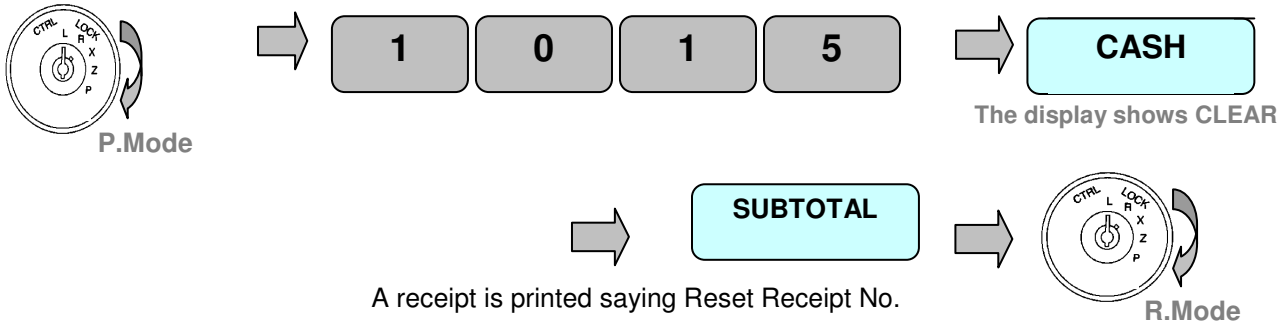 CTRL LOCK
L R X Z P
P.Mode
1 0 1 5
CASH
The display shows CLEAR
SUBTOTAL
A receipt is printed saying Reset Receipt No.
CTRL LOCK
L R X Z P
R.Mode